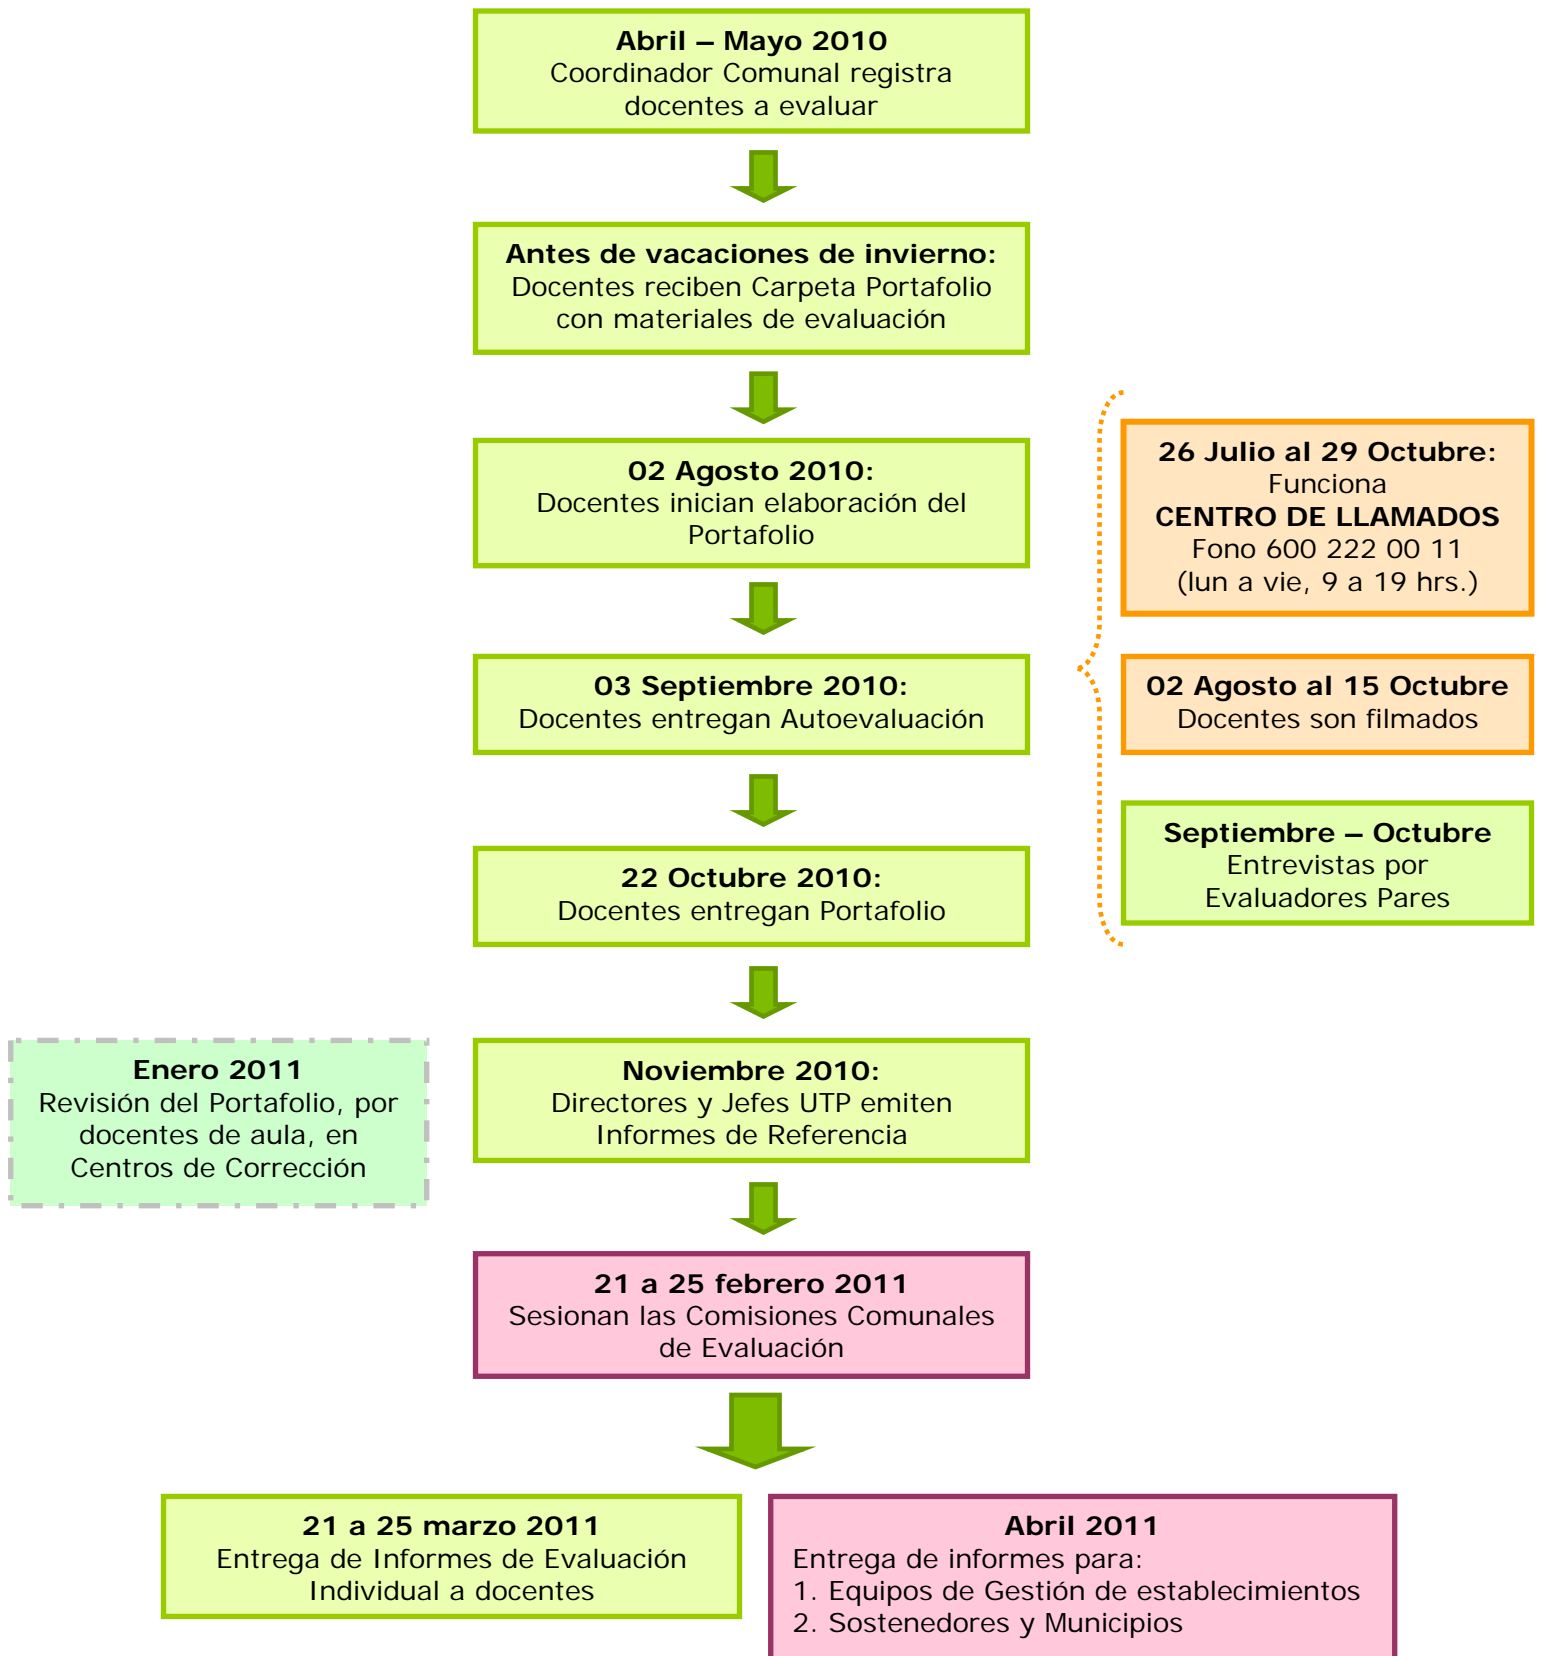 Abril – Mayo 2010
Coordinador Comunal registra
docentes a evaluar
Antes de vacaciones de invierno:
Docentes reciben Carpeta Portafolio
con materiales de evaluación
02 Agosto 2010:
Docentes inician elaboración del
Portafolio
03 Septiembre 2010:
Docentes entregan Autoevaluación
22 Octubre 2010:
Docentes entregan Portafolio
26 Julio al 29 Octubre:
Funciona
CENTRO DE LLAMADOS
Fono 600 222 00 11
(lun a vie, 9 a 19 hrs.)
02 Agosto al 15 Octubre
Docentes son filmados
Septiembre – Octubre
Entrevistas por
Evaluadores Pares
Enero 2011
Revisión del Portafolio, por
docentes de aula, en
Centros de Corrección
Noviembre 2010:
Directores y Jefes UTP emiten
Informes de Referencia
21 a 25 febrero 2011
Sesionan las Comisiones Comunales
de Evaluación
21 a 25 marzo 2011
Entrega de Informes de Evaluación
Individual a docentes
Abril 2011
Entrega de informes para:
1. Equipos de Gestión de establecimientos
2. Sostenedores y Municipios